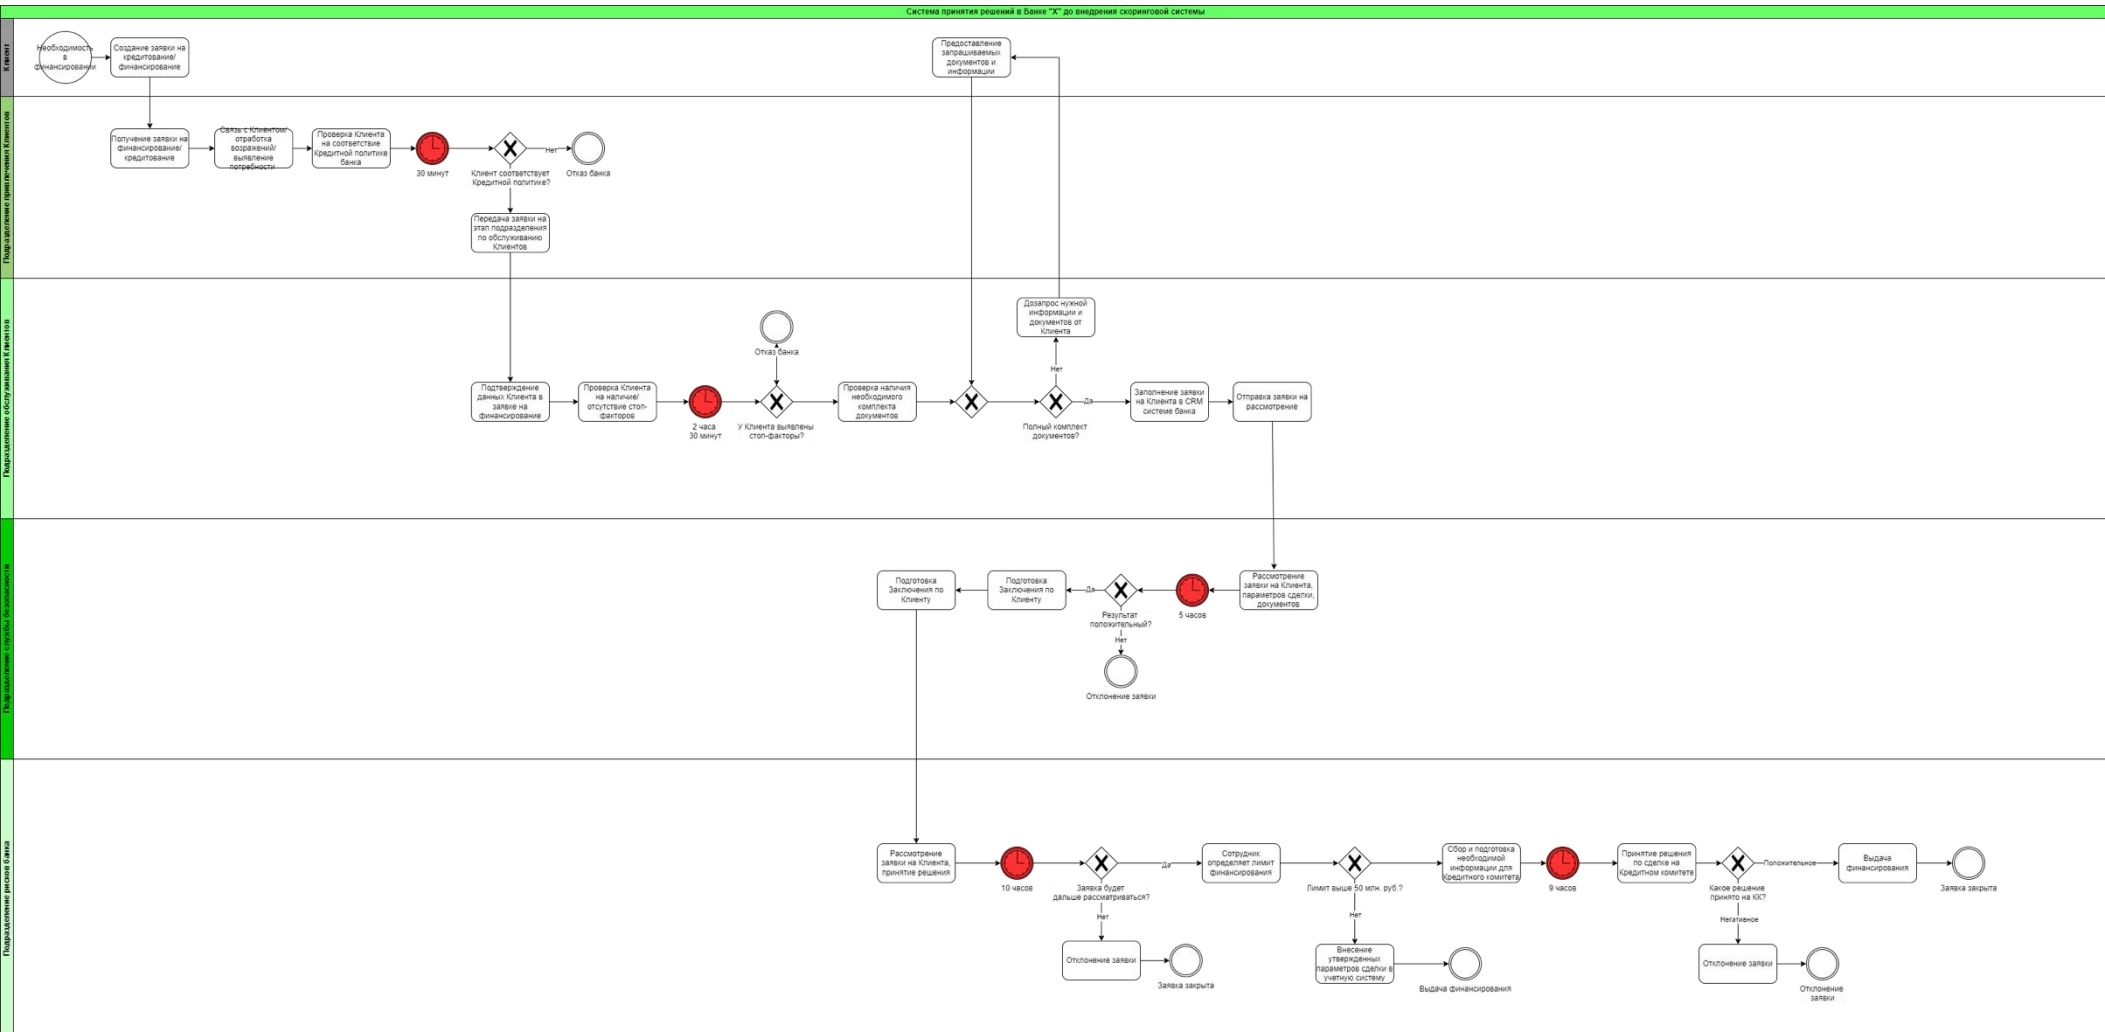 Система принятия решений в Банке "X" до внедрения скоринговой системы
Клиент
Необходимость
в
финансировании
Создание заявки на
кредитование/
финансирование
Предоставление
запрашиваемых
документов и
информации
Подразделение привлечения Клиентов
Получение заявки на
финансирование/
кредитование
Связь с Клиентом/
отработка
возражений/
выявление
потребности
Проверка Клиента
на соответствие
Кредитной политике
банка
30 минут
Клиент соответствует
Кредитной политике?
Нет
Отказ банка
Передача заявки на
этап подразделения
по обслуживанию
Клиентов
Подразделение обслуживания Клиентов
Подтверждение
данных Клиента в
заявке на
финансирование
Проверка Клиента
на наличие/
отсутствие стоп-
факторов
2 часа
30 минут
Отказ банка
У Клиента выявлены
стоп-факторы?
Проверка наличия
необходимого
комплекта
документов
Дозапрос нужной
информации и
документов от
Клиента
Нет
Полный комплект
документов?
Да
Заполнение заявки
на Клиента в CRM
системе банка
Отправка заявки на
рассмотрение
Подразделение службы безопасности
Подготовка
Заключения по
Клиенту
Подготовка
Заключения по
Клиенту
Да
Результат
положительный?
Нет
Отклонение заявки
5 часов
Рассмотрение
заявки на Клиента,
параметров сделки,
документов
Подразделение рисков банка
Рассмотрение
заявки на Клиента,
принятие решения
10 часов
Заявка будет
дальше рассматриваться?
Нет
Отклонение заявки
Заявка закрыта
Да
Сотрудник
определяет лимит
финансирования
Лимит выше 50 млн. руб.?
Нет
Внесение
утвержденных
параметров сделки в
учетную систему
Выдача финансирования
Сбор и подготовка
необходимой
информации для
Кредитного комитета
9 часов
Принятие решения
по сделке на
Кредитном комитете
Какое решение
принято на КК?
Негативное
Отклонение заявки
Отклонение
заявки
Положительное
Выдача
финансирования
Заявка закрыта